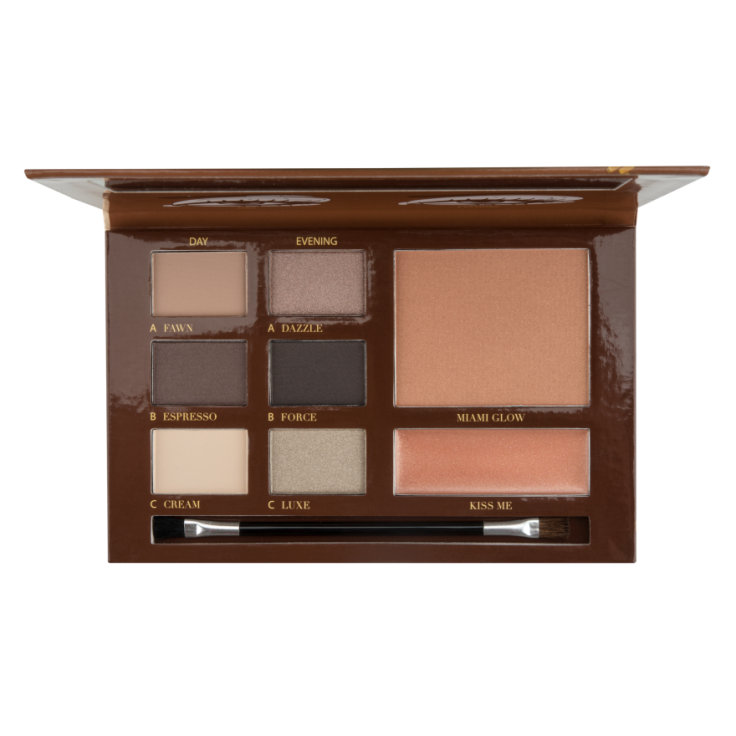 DAY EVENING
A FAWN A DAZZLE
B ESPRESSO B FORCE MIAMI GLOW
C CREAM C LUXE KISS ME